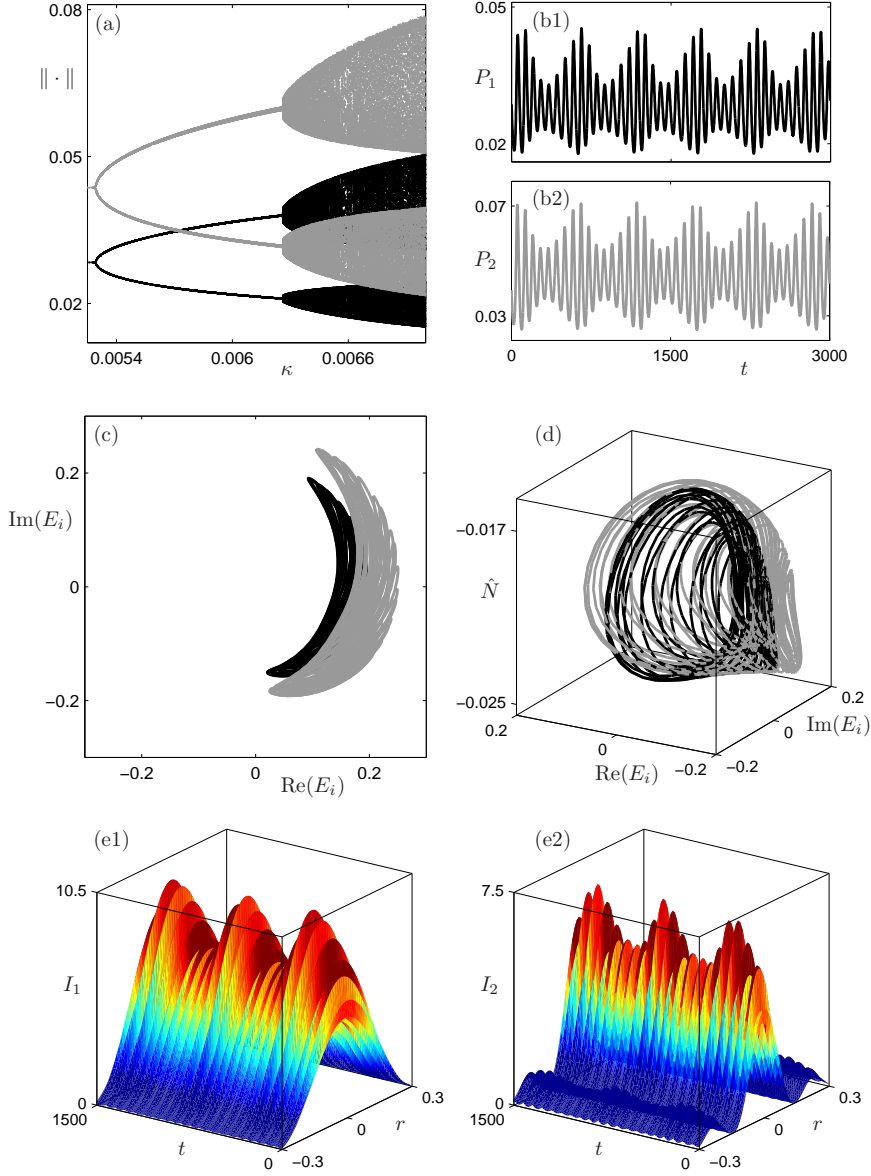 0.08
(a)
∥ · ∥
0.05
0.02
0.0054
0.006
0.0066
κ
0.05
(b1)
P1
0.02
0.07
(b2)
P2
0.03
0
1500
3000
t
(c)
0.2
Im(Ei)
0
−0.2
−0.2
0
0.2
Re(Ei)
(d)
−0.017
N̂
−0.025
0.2
0
Re(Ei)
−0.2
−0.2
0
Im(Ei)
0.2
(e1)
10.5
I1
0
1500
t
0
−0.3
0
r
0.3
(e2)
7.5
I2
0
1500
t
0
−0.3
0
r
0.3